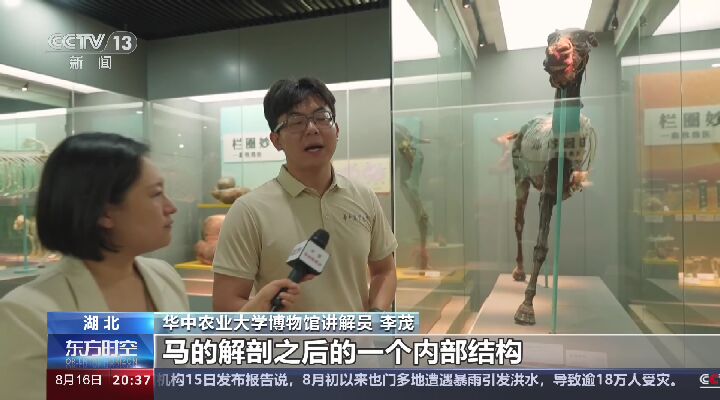 CCTV 13
新闻
栏圈妙
栏圈妙
湖北
华中农业大学博物馆讲解员 李茂
东方时空
马的解剖之后的一个内部结构
8月16日 20:37
机构15日发布报告说，8月初以来也门多地遭遇暴雨引发洪水，导致逾18万人受灾。